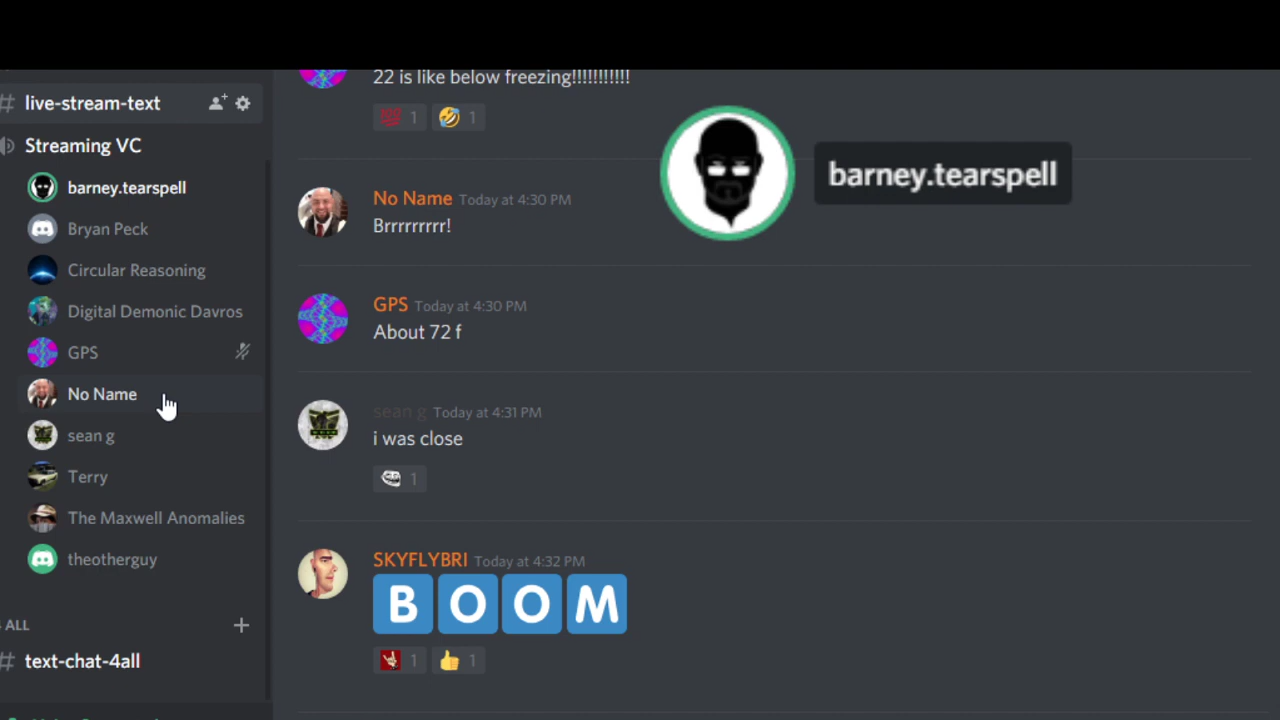 live-stream-text
Streaming VC
barney.tearspell
Bryan Peck
Circular Reasoning
Digital Demonic Davros
GPS
No Name
sean g
Terry
The Maxwell Anomalies
theotherguy
ALL
text-chat-4all
22 is like below freezing!!!!!!!!!!!
1 1
barney.tearspell
No Name Today at 4:30 PM
Brrrrrrrrr!
GPS Today at 4:30 PM
About 72 f
sean g Today at 4:31 PM
i was close
1
SKYFLYBRI Today at 4:32 PM
BOOM
1 1